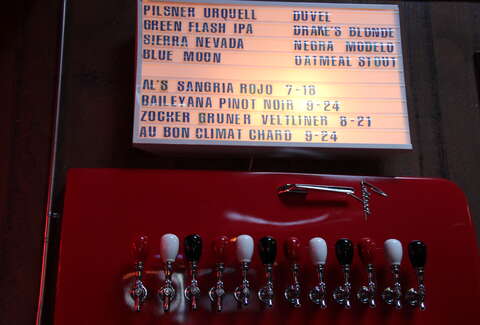 PILSNER URQUELL DUVEL
GREEN FLASH IPA DRAKE'S BLONDE
SIERRA NEVADA NEGRA MODELO
BLUE MOON OATMEAL STOUT
AL'S SANGRIA ROJO 7-18
BAILEYANA PINOT NOIR 9-24
ZOCKER GRUNER VELTLINER 8-21
AU BON CLIMAT CHARD 9-24